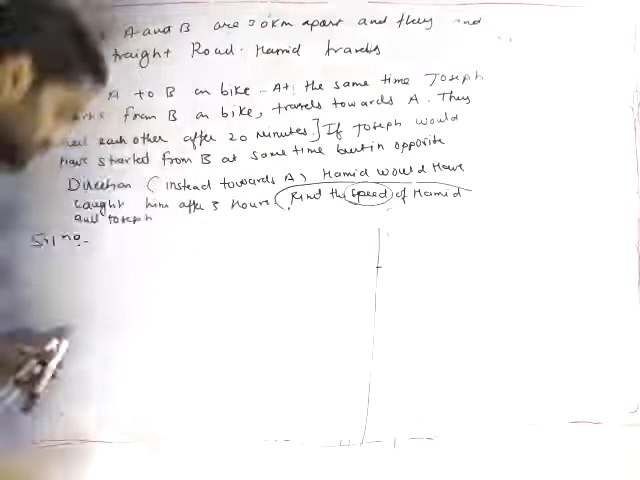 A and B are 30km apart and they and
traight Road. Hamid travels
A to B on bike - At the same time Joseph
from B on bike, travels towards A. They
each other after 20 minutes.] If Joseph would
have started from B at same time but in opposite
Direction (instead towards A) Hamid would Have
caught him after 3 hours (Find the speed of Hamid
and Joseph